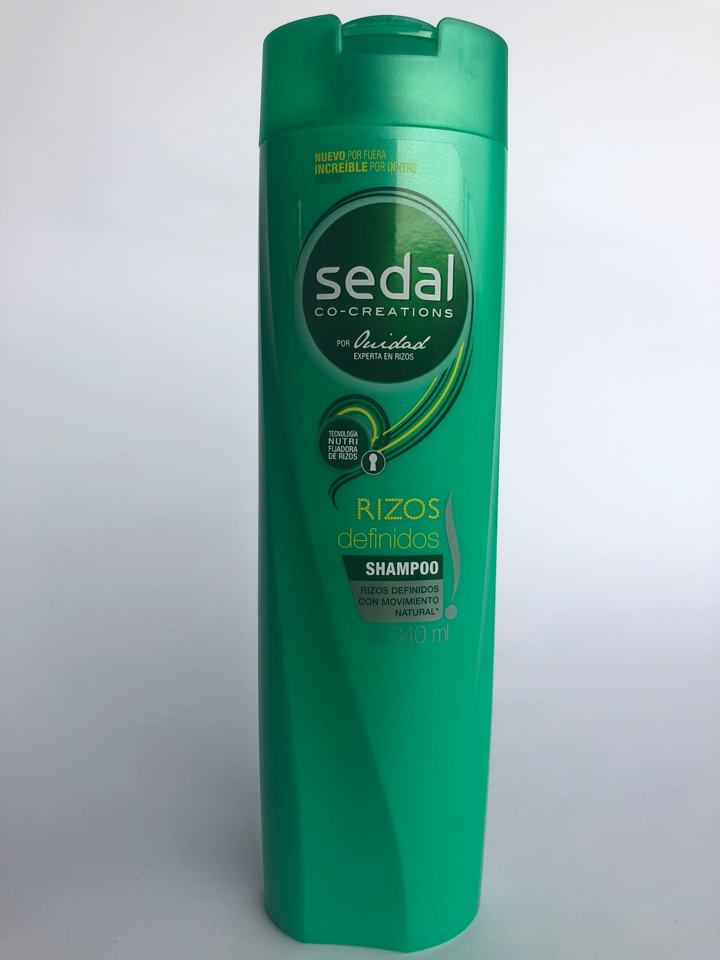 NUEVO POR FUERA
INCREÍBLE POR DENTRO
sedal
CO-CREATIONS
POR Ouidad
EXPERTA EN RIZOS
TECNOLOGÍA
NUTRI
FIJADORA
DE RIZOS
RIZOS
definidos
SHAMPOO
RIZOS DEFINIDOS
CON MOVIMIENTO
NATURAL*
340 ml